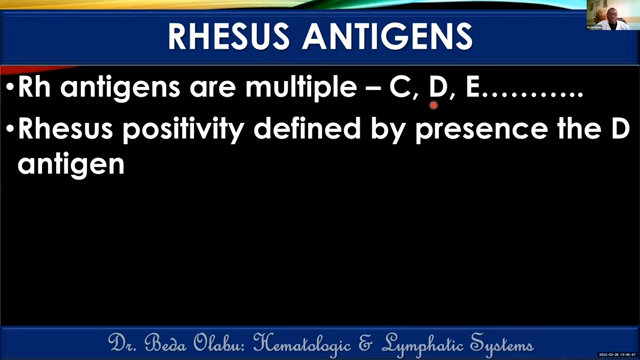 RHESUS ANTIGENS
•Rh antigens are multiple – C, D, E………..
•Rhesus positivity defined by presence the D
antigen
Dr. Beda Olabu: Hematologic & Lymphatic Systems